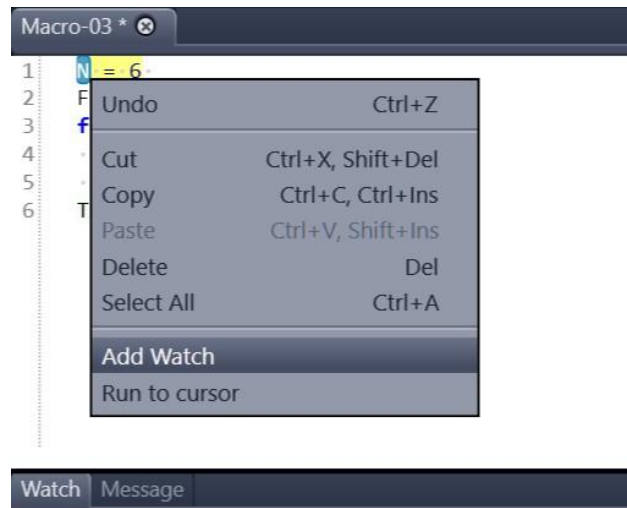 Macro-03 *
1 N = 6
2 F
3 f
4
5
6 T
Undo Ctrl+Z
Cut Ctrl+X, Shift+Del
Copy Ctrl+C, Ctrl+Ins
Paste Ctrl+V, Shift+Ins
Delete Del
Select All Ctrl+A
Add Watch
Run to cursor
Watch Message